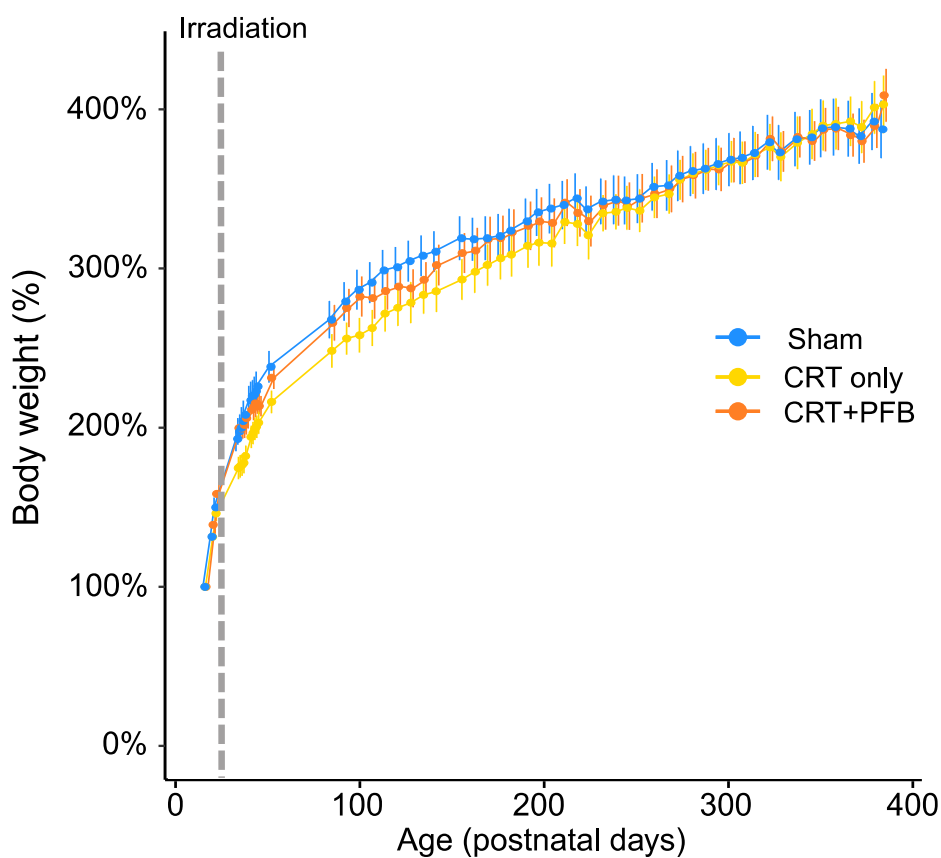 Irradiation
400%
300%
200%
100%
0%
Body weight (%)
Sham
CRT only
CRT+PFB
0
100
200
300
400
Age (postnatal days)